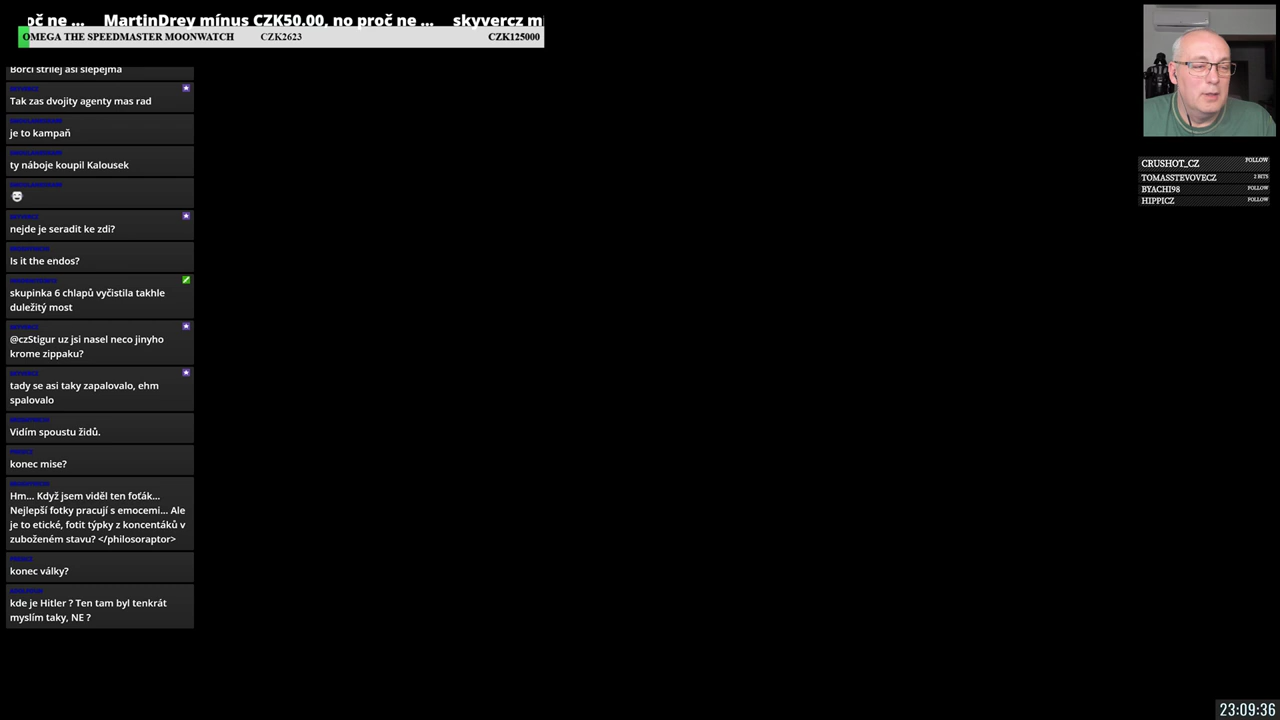 oč ne ... MartinDrey mínus CZK50.00, no proč ne ... skyvercz m
OMEGA THE SPEEDMASTER MOONWATCH CZK2623 CZK125000
Borci strilej asi slepejma
Tak zas dvojity agenty mas rad
je to kampaň
ty náboje koupil Kalousek
nejde je seradit ke zdi?
Is it the endos?
skupinka 6 chlapů vyčistila takhle
duležitý most
@czStigur uz jsi nasel neco jinyho
krome zippaku?
tady se asi taky zapalovalo, ehm
spalovalo
Vidím spoustu židů.
konec mise?
Hm... Když jsem viděl ten foťák...
Nejlepší fotky pracují s emocemi... Ale
je to etické, fotit týpky z koncentáků v
zuboženém stavu? </philosoraptor>
konec války?
kde je Hitler ? Ten tam byl tenkrát
myslím taky, NE ?
CRUSHOT_CZ FOLLOW
TOMASSTEVOVECZ 2 BITS
BYACHI98 FOLLOW
HIPPICZ FOLLOW
23:09:36